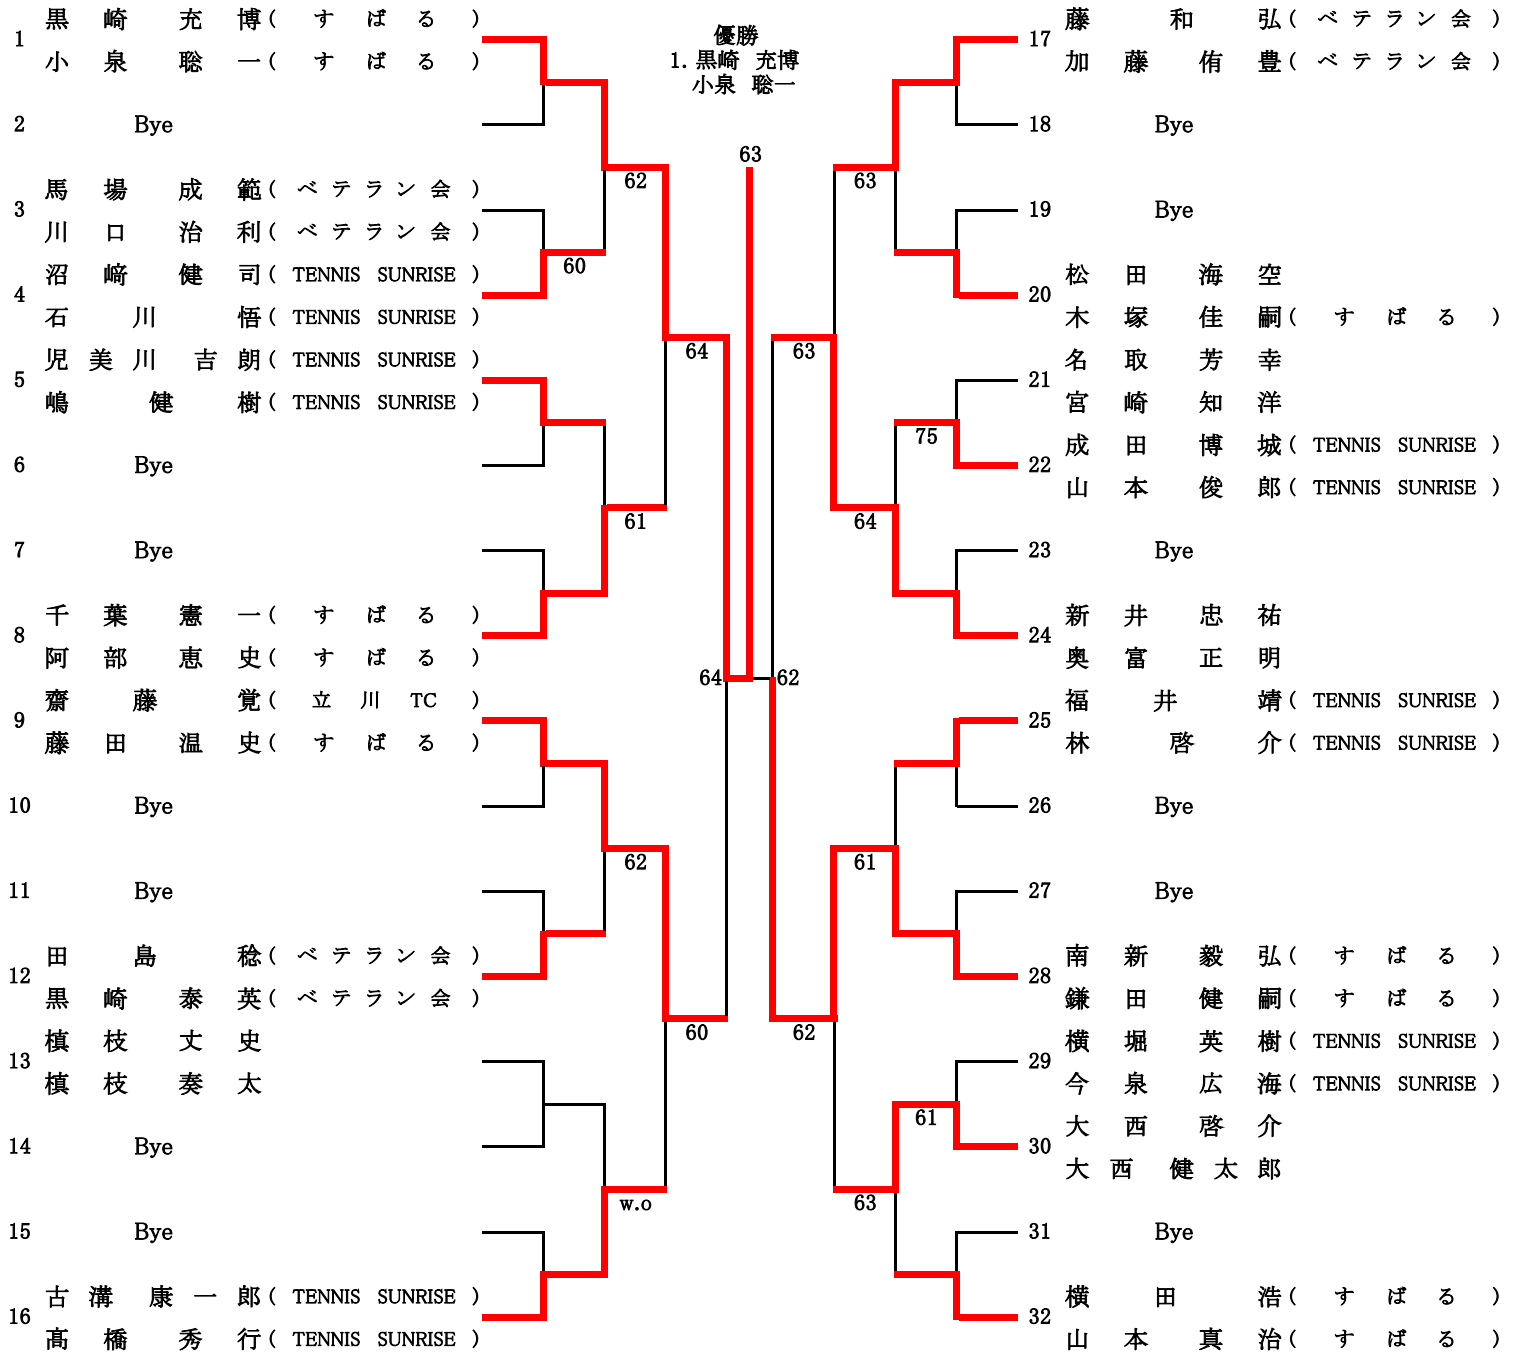 優勝
1. 黒崎 充博
小泉 聡一
63
1 黒崎 充博 ( すばる )
小泉 聡一 ( すばる )
2 Bye
3 馬場 成範 ( ベテラン会 )
川口 治利 ( ベテラン会 )
4 沼﨑 健司 ( TENNIS SUNRISE )
石川 悟 ( TENNIS SUNRISE )
5 児美川 吉朗 ( TENNIS SUNRISE )
嶋 健樹 ( TENNIS SUNRISE )
6 Bye
7 Bye
8 千葉 憲一 ( すばる )
阿部 恵史 ( すばる )
9 齋藤 覚 ( 立川 TC )
藤田 温史 ( すばる )
10 Bye
11 Bye
12 田島 稔 ( ベテラン会 )
黒崎 泰英 ( ベテラン会 )
13 槙枝 丈史
槙枝 奏太
14 Bye
15 Bye
16 古溝 康一郎 ( TENNIS SUNRISE )
髙橋 秀行 ( TENNIS SUNRISE )
60
62
61
62
w.o
64
60
64
62
63
62
63
64
61
63
75
61
17 藤 和弘 ( ベテラン会 )
加藤 侑豊 ( ベテラン会 )
18 Bye
19 Bye
20 松田 海空
木塚 佳嗣 ( すばる )
21 名取 芳幸
宮崎 知洋
22 成田 博城 ( TENNIS SUNRISE )
山本 俊郎 ( TENNIS SUNRISE )
23 Bye
24 新井 忠祐
奥富 正明
25 福井 靖 ( TENNIS SUNRISE )
林 啓介 ( TENNIS SUNRISE )
26 Bye
27 Bye
28 南新 毅弘 ( すばる )
鎌田 健嗣 ( すばる )
29 横堀 英樹 ( TENNIS SUNRISE )
今泉 広海 ( TENNIS SUNRISE )
30 大西 啓介
大西 健太郎
31 Bye
32 横田 浩 ( すばる )
山本 真治 ( すばる )